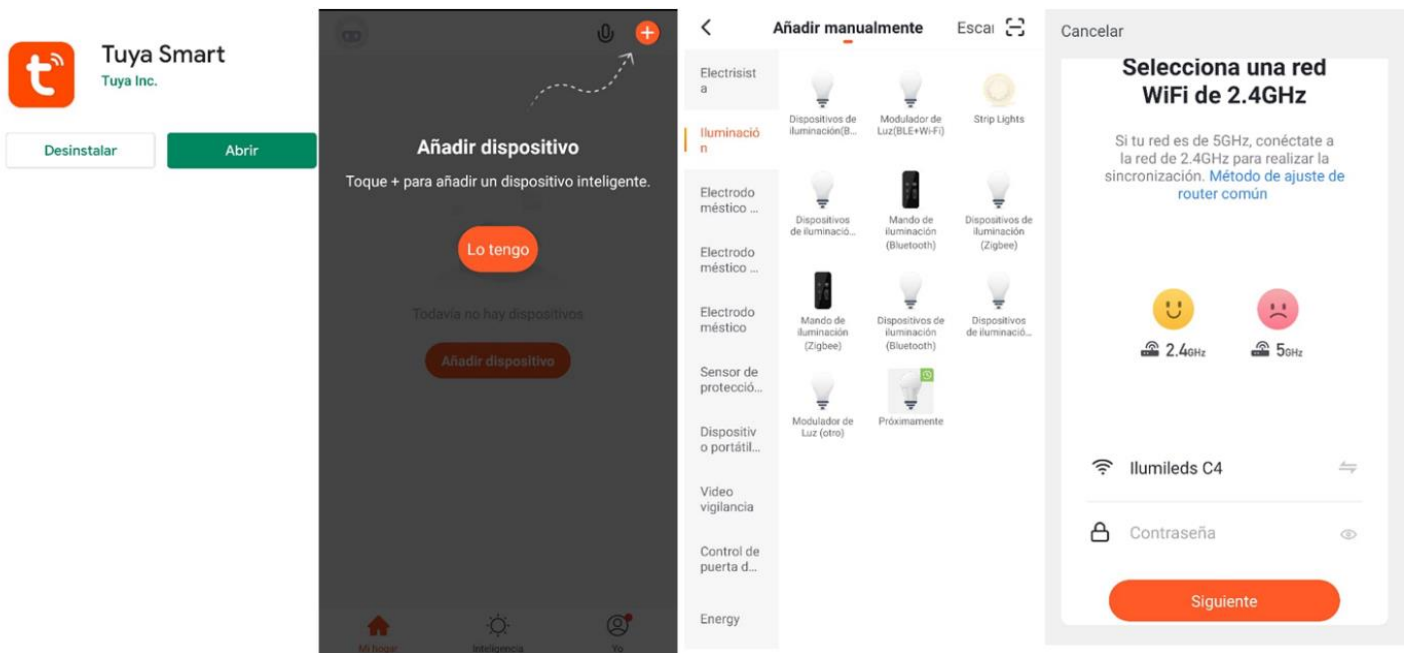 Tuya Smart
Tuya Inc.
Desinstalar
Abrir
Añadir dispositivo
Toque + para añadir un dispositivo inteligente.
Lo tengo
Todavía no hay dispositivos
Añadir dispositivo
Mi hogar
Inteligencia
Yo
Añadir manualmente
Escai
Electrisist
a
Iluminació
n
Electrodo
méstico ...
Electrodo
méstico ...
Electrodo
méstico
Sensor de
protecció...
Dispositiv
o portátil...
Video
vigilancia
Control de
puerta d...
Energy
Dispositivos de
iluminación(B...
Modulador de
Luz(BLE+Wi-Fi)
Strip Lights
Dispositivos
de iluminació...
Mando de
iluminación
(Bluetooth)
Dispositivos de
iluminación
(Zigbee)
Mando de
iluminación
(Zigbee)
Dispositivos de
iluminación
(Bluetooth)
Dispositivos
de iluminació...
Modulador de
Luz (otro)
Próximamente
Cancelar
Selecciona una red
WiFi de 2.4GHz
Si tu red es de 5GHz, conéctate a
la red de 2.4GHz para realizar la
sincronización. Método de ajuste de
router común
2.4GHz
5GHz
Ilumileds C4
Contraseña
Siguiente